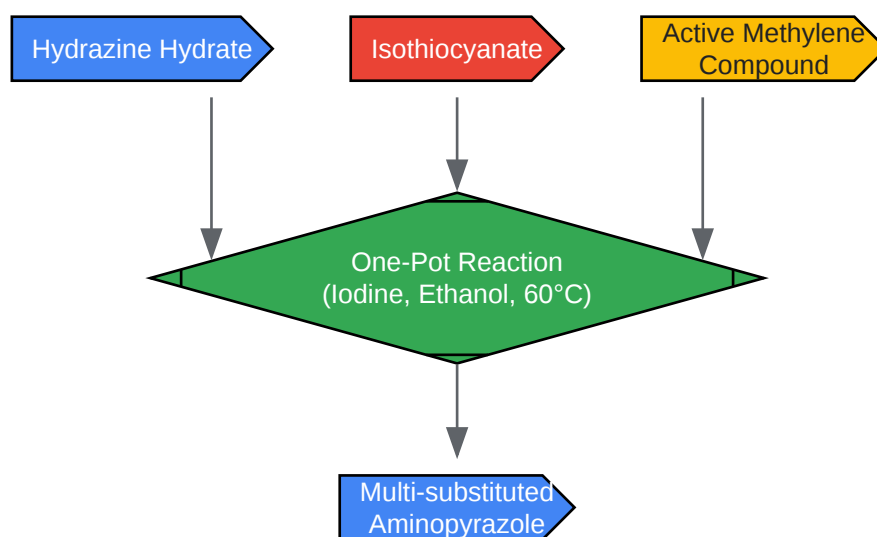 Hydrazine Hydrate
Isothiocyanate
Active Methylene
Compound
One-Pot Reaction
(Iodine, Ethanol, 60°C)
Multi-substituted
Aminopyrazole